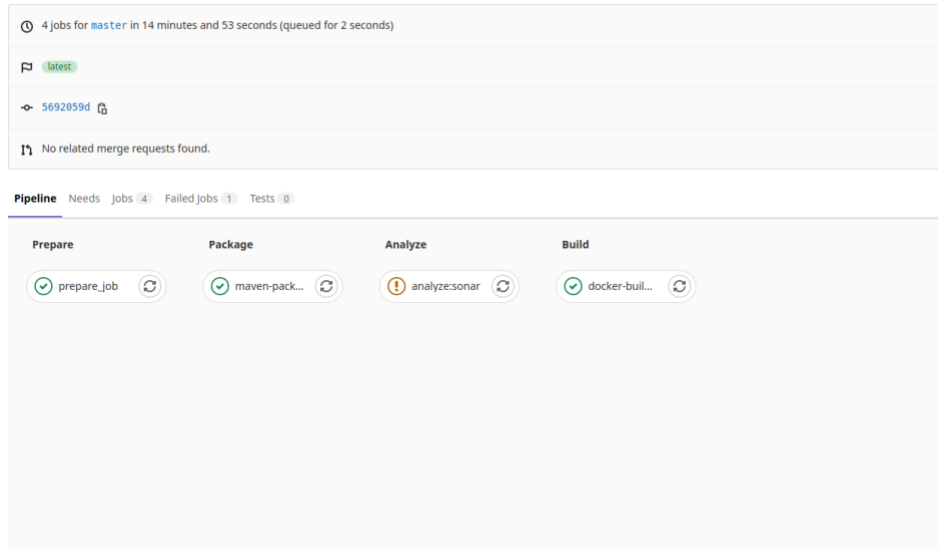 4 jobs for master in 14 minutes and 53 seconds (queued for 2 seconds)
latest
5692059d
No related merge requests found.
Pipeline Needs Jobs 4 Failed Jobs 1 Tests 0
Prepare Package Analyze Build
prepare_job maven-pack... analyze:sonar docker-buil...